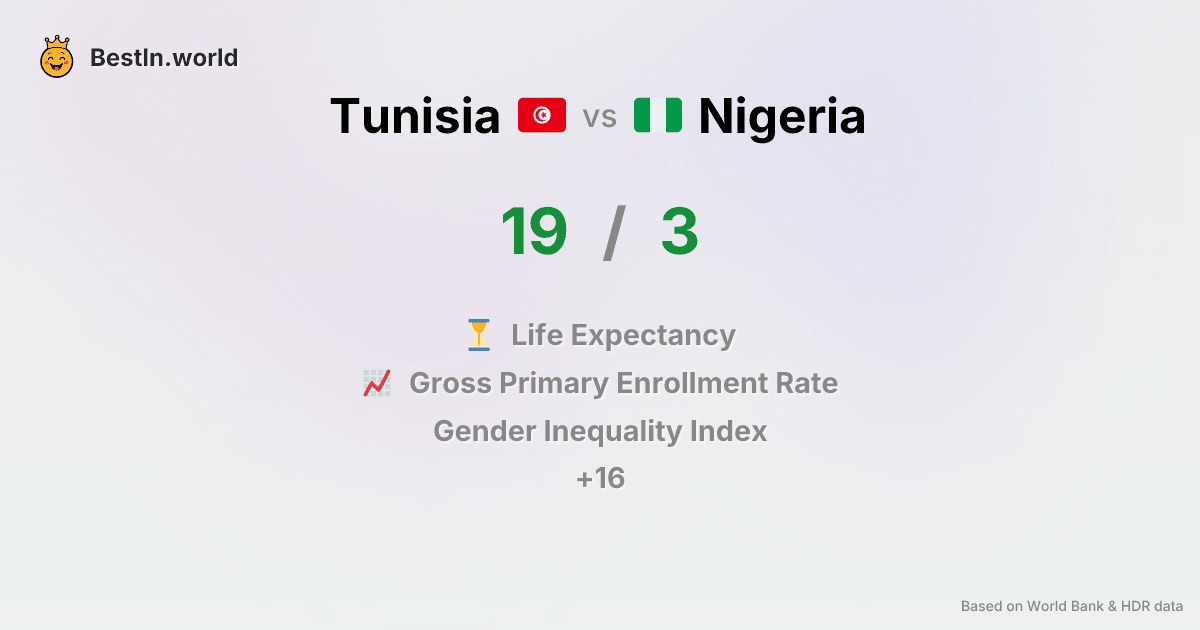 BestIn.world
Tunisia vs Nigeria
19 / 3
Life Expectancy
Gross Primary Enrollment Rate
Gender Inequality Index
+16
Based on World Bank & HDR data